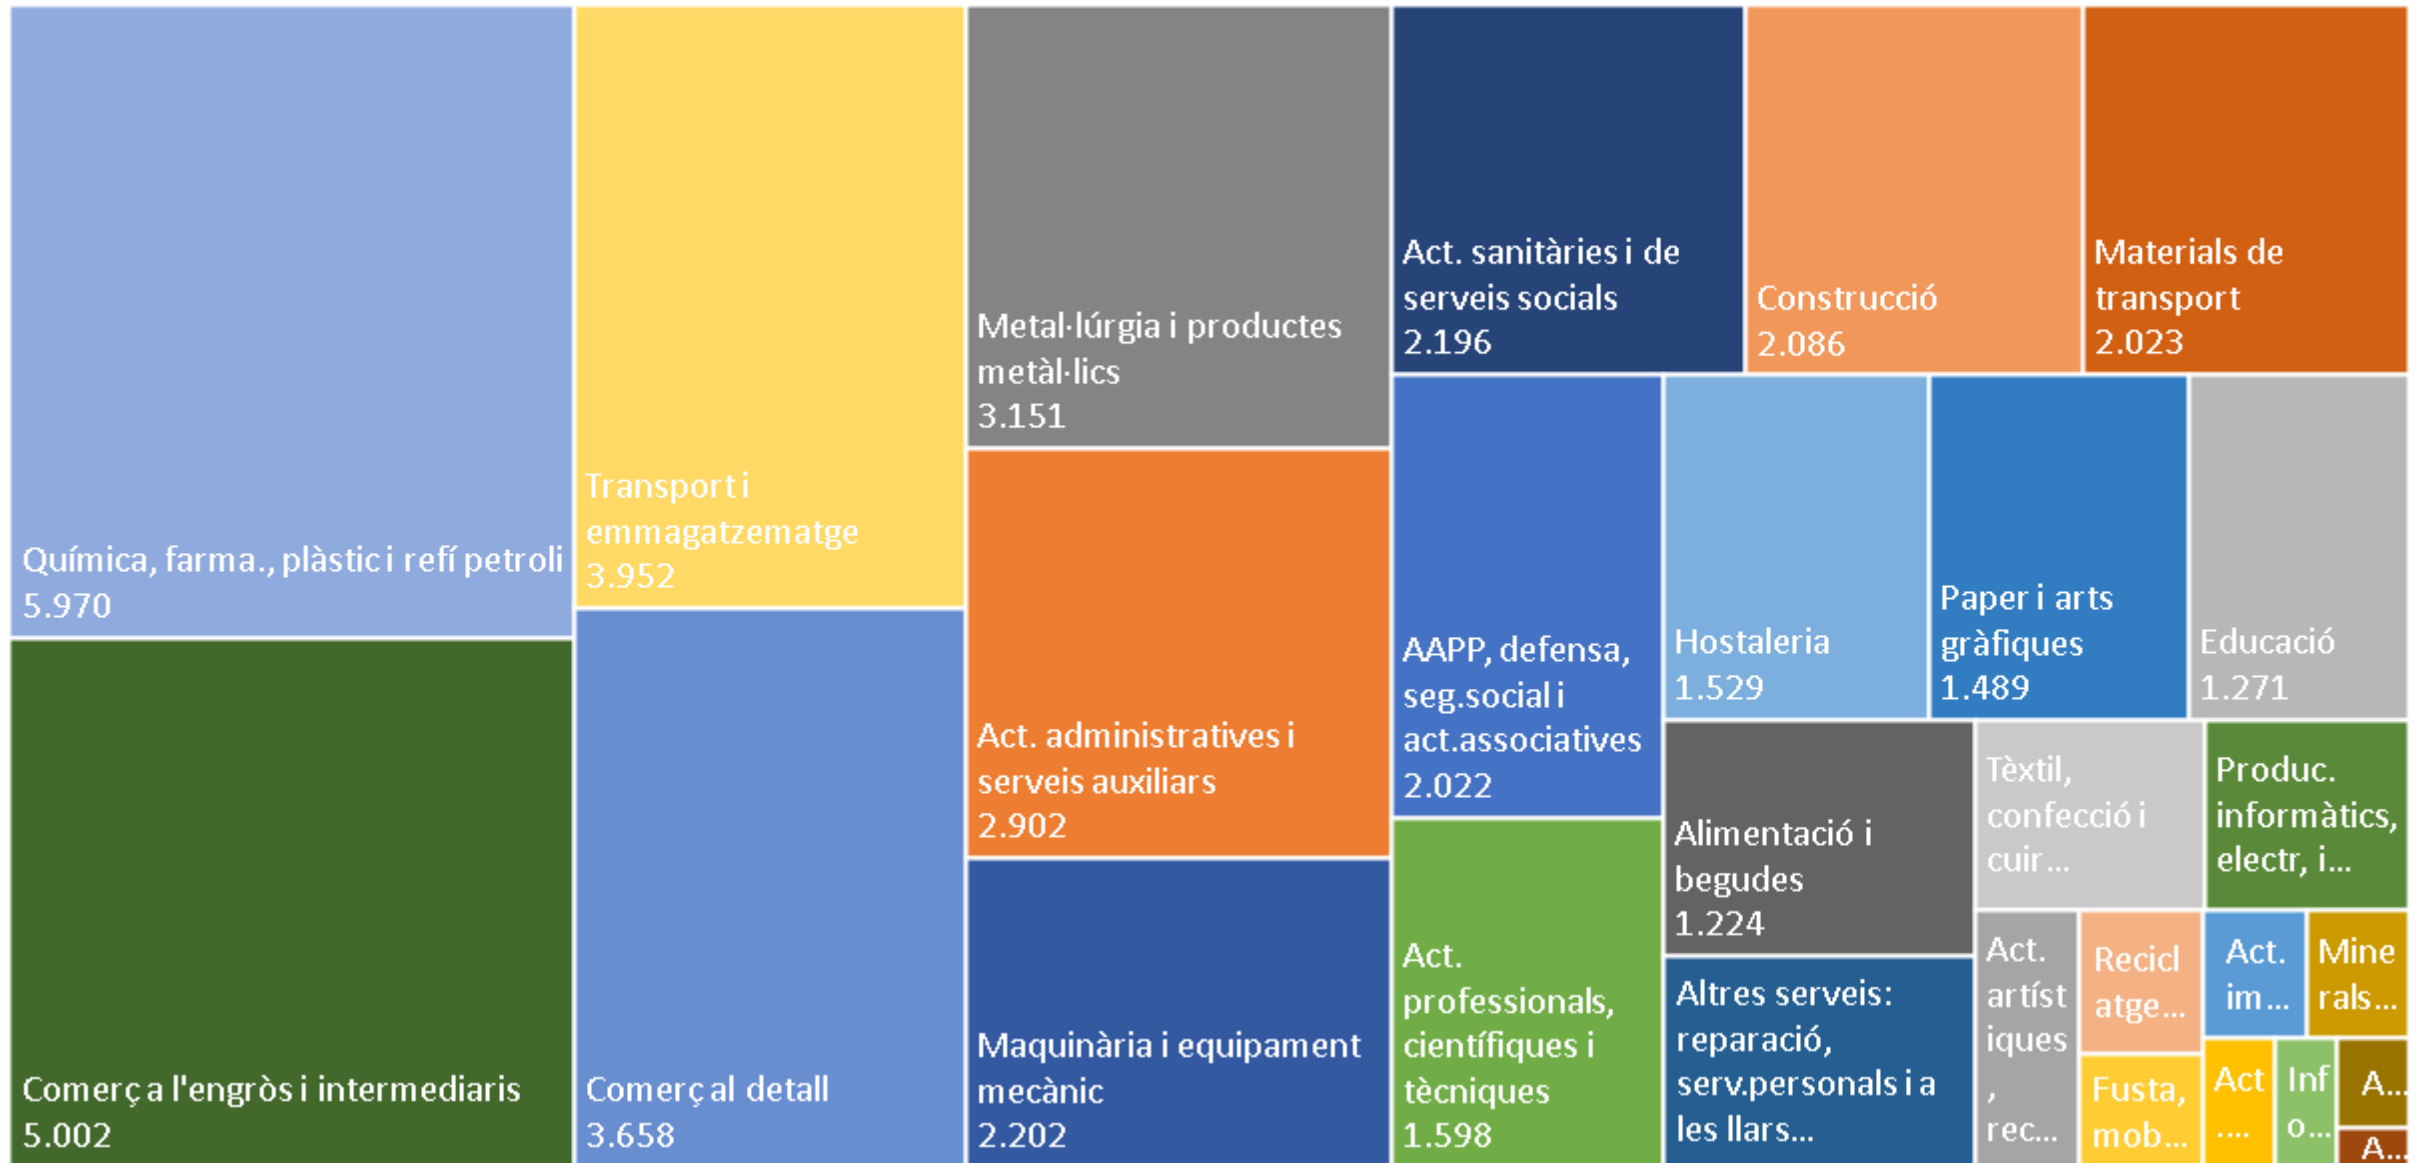 Química, farma., plàstic i refí petroli
5.970
Comerç a l'engròs i intermediaris
5.002
Transport i
emmagatzematge
3.952
Comerç al detall
3.658
Metal·lúrgia i productes
metàl·lics
3.151
Act. administratives i
serveis auxiliars
2.902
Maquinària i equipament
mecànic
2.202
Act. sanitàries i de
serveis socials
2.196
Construcció
2.086
Materials de
transport
2.023
AAPP, defensa,
seg.social i
act.associatives
2.022
Act.
professionals,
científiques i
tècniques
1.598
Hostaleria
1.529
Paper i arts
gràfiques
1.489
Educació
1.271
Alimentació i
begudes
1.224
Altres serveis:
reparació,
serv.personals i a
les llars...
Tèxtil,
confecció i
cuir...
Produc.
informàtics,
electr, i...
Act.
artíst
iques
,
rec...
Recicl
atge...
Fusta,
mob...
Act.
im...
Mine
rals...
Act
....
Inf
o...
A...
A...